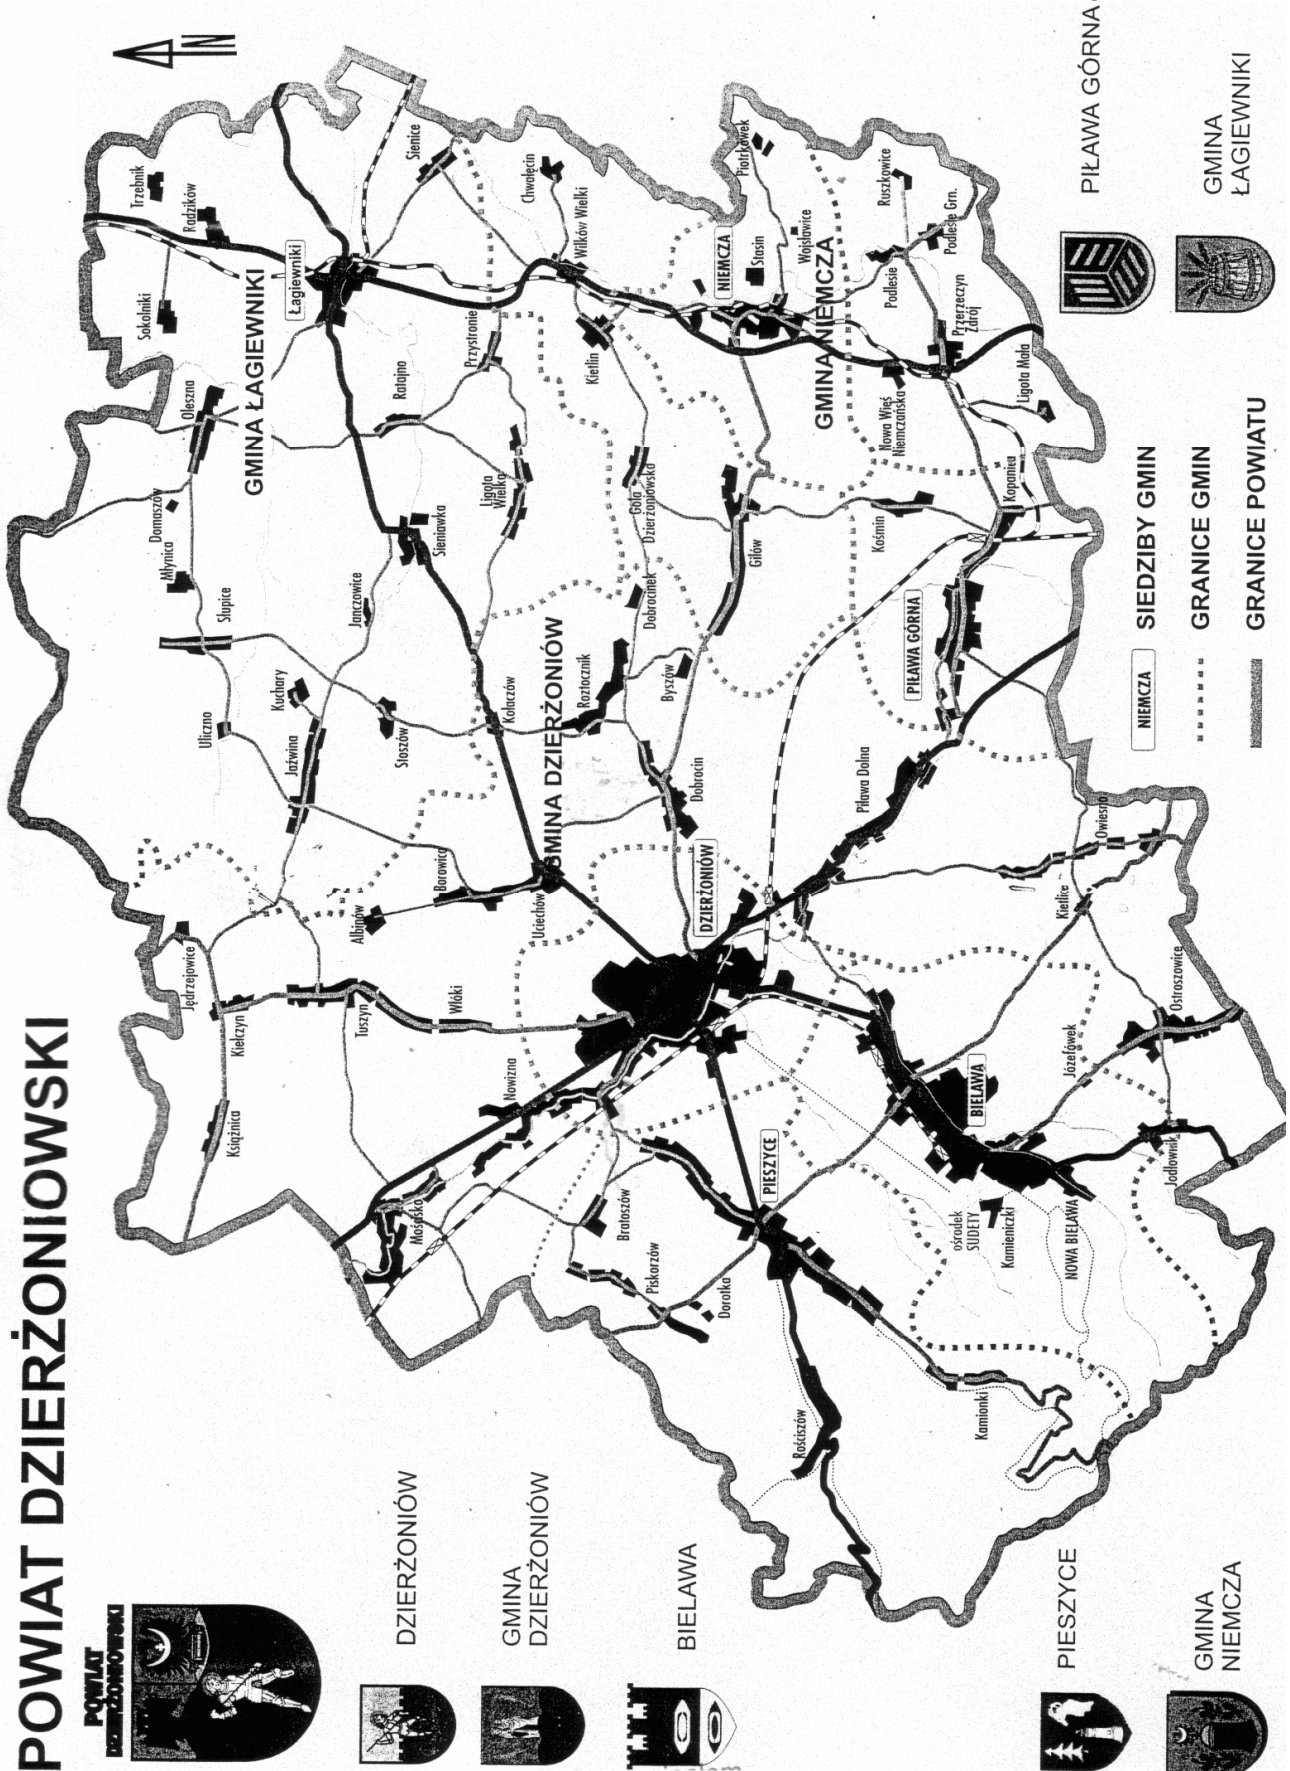 POWIAT DZIERŻONIOWSKI
POWIAT
DZIERŻONIOWSKI
DZIERŻONIÓW
GMINA
DZIERŻONIÓW
BIELAWA
PIESZYCE
GMINA
NIEMCZA
PIŁAWA GÓRNA
GMINA
ŁAGIEWNIKI
N
NIEMCZA SIEDZIBY GMIN
GRANICE GMIN
GRANICE POWIATU
Książnica
Kiełczyn
Jędrzejowice
Tuszyn
Albinów
Włóki
Borowica
Uciechów
Mościsko
Nowizna
Bratoszów
Piskarzów
Dorotka
Rościszów
Kamionki
PIESZYCE
ośrodek
SUDETY
Kamieniczki
NOWA BIELAWA
BIELAWA
Jodłownik
Józefówek
Ostroszowice
Kietlice
Owiesno
DZIERŻONIÓW
GMINA DZIERŻONIÓW
Dobrocin
Piława Dolna
PIŁAWA GÓRNA
Kopanica
Kośmin
Giłów
Byszów
Roztocznik
Dobrocinek
Gola
Dzierżoniowska
Kołaczów
Stoszów
Jaźwina
Kuchary
Uliczno
Słupice
Młynica
Domaszów
Janczowice
Sieniawka
Ligota
Wielka
Oleszna
GMINA ŁAGIEWNIKI
Ratajno
Przystronie
Łagiewniki
Sokolniki
Radzików
Trzebnik
Sienice
Chwalęcin
Wilków Wielki
Kietlin
NIEMCZA
GMINA NIEMCZA
Stasin
Wojsławice
Piotrkówek
Ruszkowice
Podlesie
Podlesie Grn.
Przerzeczyn
Zdrój
Nowa Wieś
Niemczańska
Ligota Mała